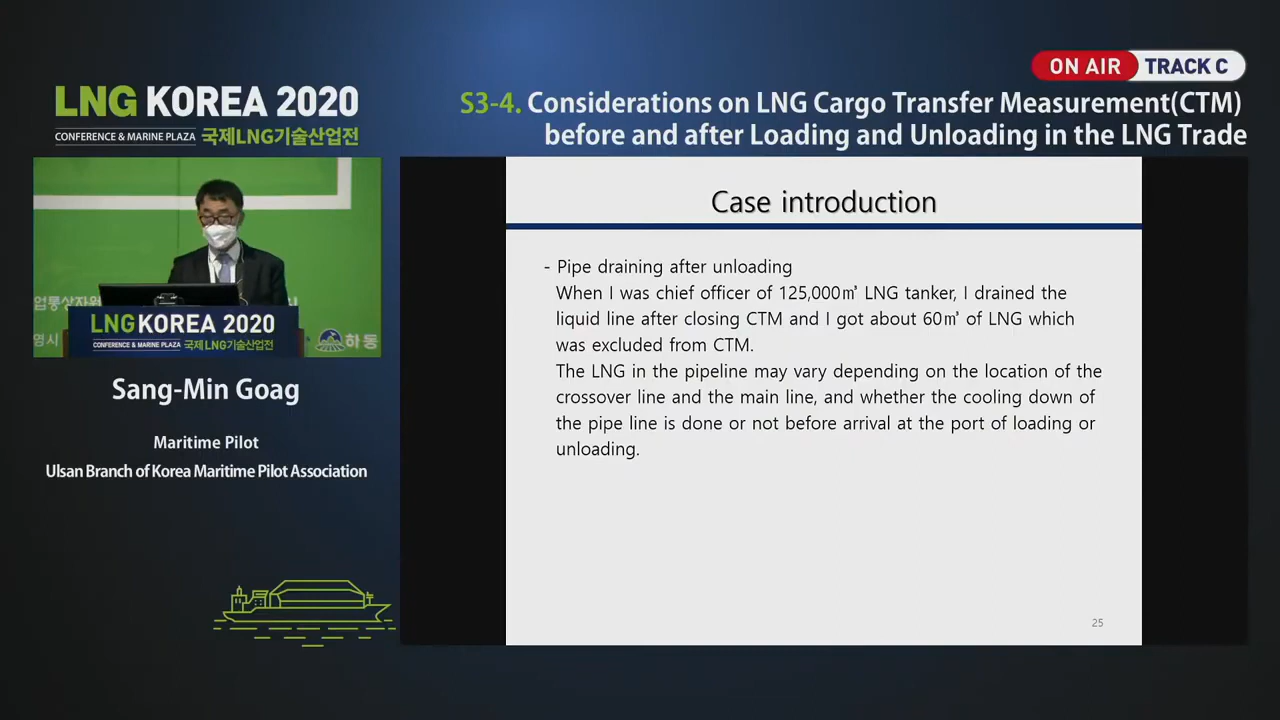 ON AIR TRACK C
LNG KOREA 2020
CONFERENCE & MARINE PLAZA 국제LNG기술산업전
S3-4. Considerations on LNG Cargo Transfer Measurement(CTM)
before and after Loading and Unloading in the LNG Trade
업통상자원
영시
LNG KOREA 2020
CONFERENCE & MARINE PLAZA 국제LNG기술산업전
하동
Sang-Min Goag
Maritime Pilot
Ulsan Branch of Korea Maritime Pilot Association
Case introduction
- Pipe draining after unloading
When I was chief officer of 125,000㎥ LNG tanker, I drained the
liquid line after closing CTM and I got about 60㎥ of LNG which
was excluded from CTM.
The LNG in the pipeline may vary depending on the location of the
crossover line and the main line, and whether the cooling down of
the pipe line is done or not before arrival at the port of loading or
unloading.
25